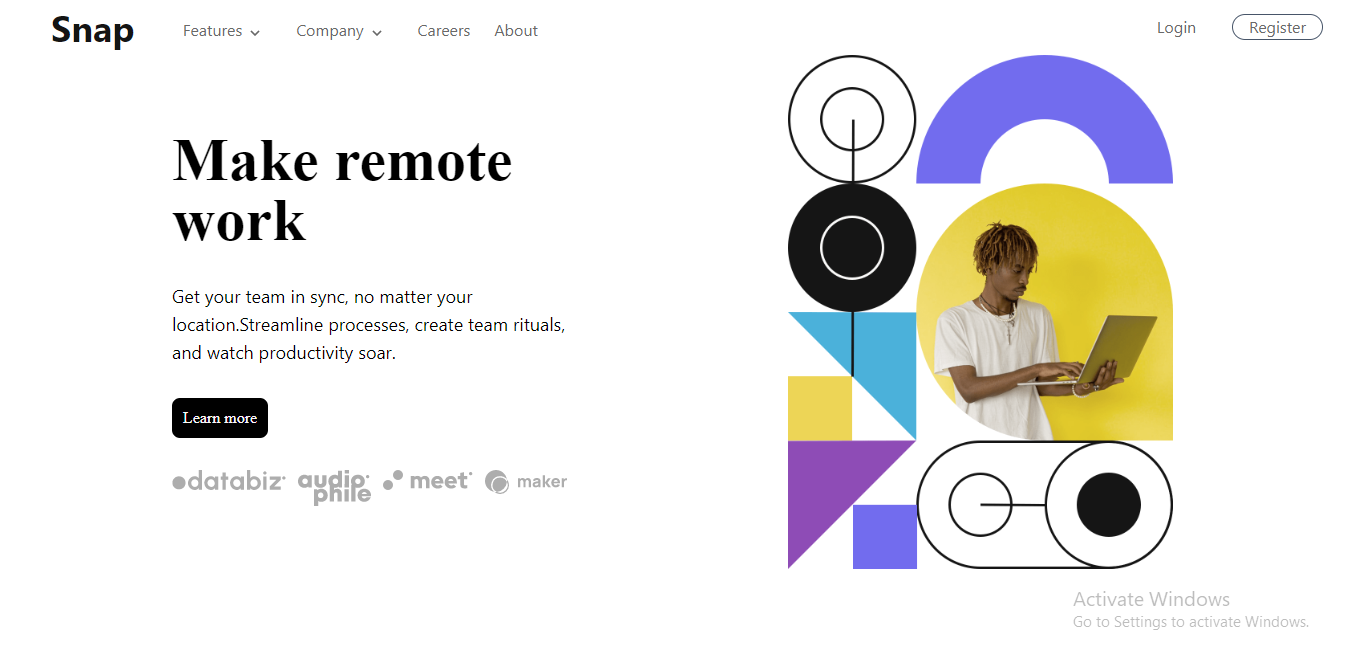 Snap
Features
Company
Careers
About
Login
Register
Make remote
work
Get your team in sync, no matter your
location.Streamline processes, create team rituals,
and watch productivity soar.
Learn more
databiz
audio
phile
meet
maker
Activate Windows
Go to Settings to activate Windows.